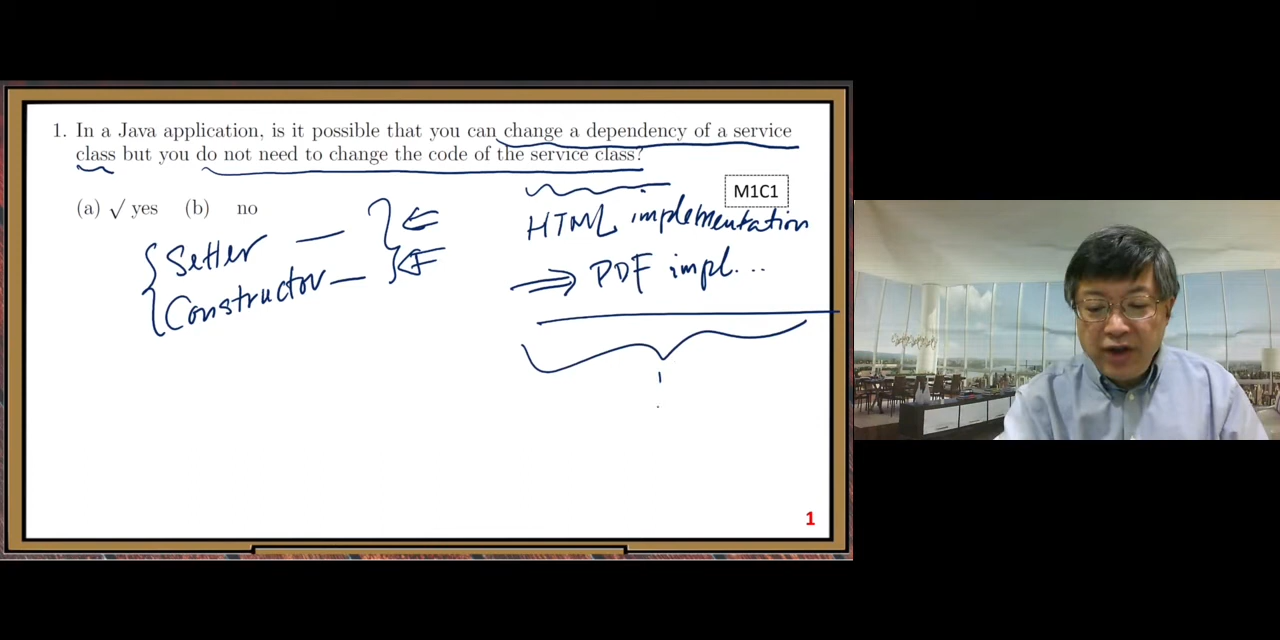 1. In a Java application, is it possible that you can change a dependency of a service
class but you do not need to change the code of the service class?
M1C1
(a) √ yes (b) no
HTML implementation
Setter
⇒ PDF impl...
Constructor
1